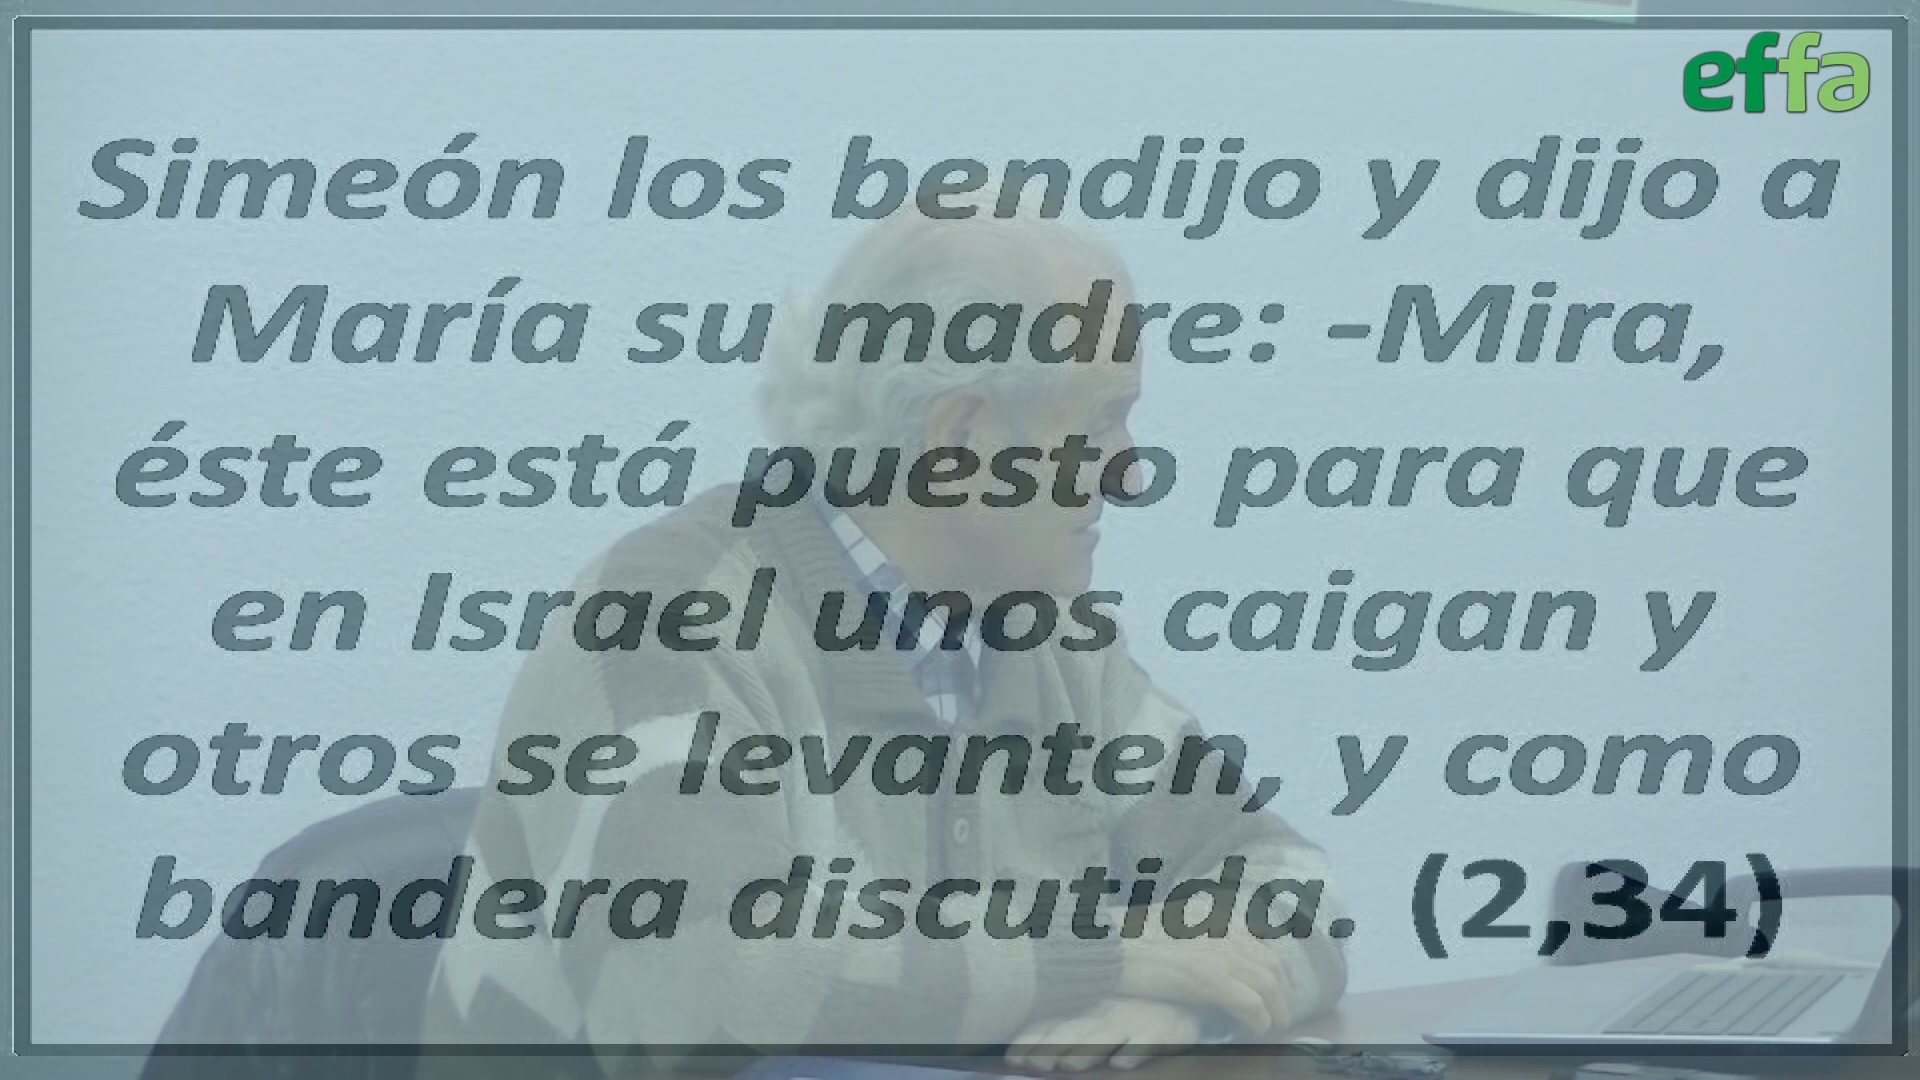 effa
Simeón los bendijo y dijo a
María su madre: -Mira,
éste está puesto para que
en Israel unos caigan y
otros se levanten, y como
bandera discutida. (2,34)